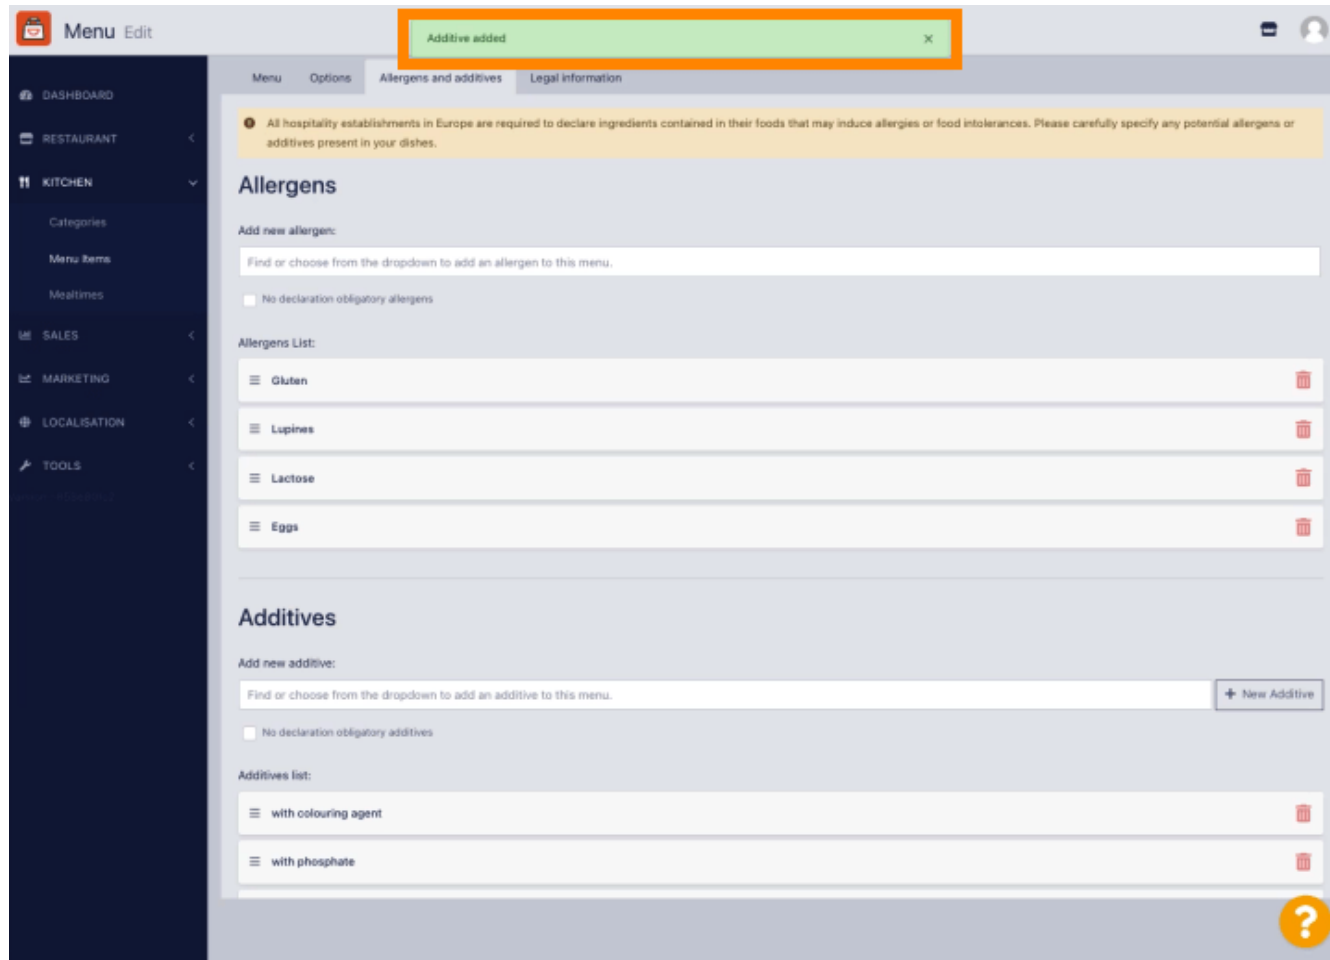 Menu Edit
Additive added ×
DASHBOARD
RESTAURANT
KITCHEN
Categories
Menu Items
Mealtimes
SALES
MARKETING
LOCALISATION
TOOLS
Menu Options Allergens and additives Legal information
All hospitality establishments in Europe are required to declare ingredients contained in their foods that may induce allergies or food intolerances. Please carefully specify any potential allergens or
additives present in your dishes.
Allergens
Add new allergen:
Find or choose from the dropdown to add an allergen to this menu.
No declaration obligatory allergens
Allergens List:
Gluten
Lupines
Lactose
Eggs
Additives
Add new additive:
Find or choose from the dropdown to add an additive to this menu. + New Additive
No declaration obligatory additives
Additives list:
with colouring agent
with phosphate
?